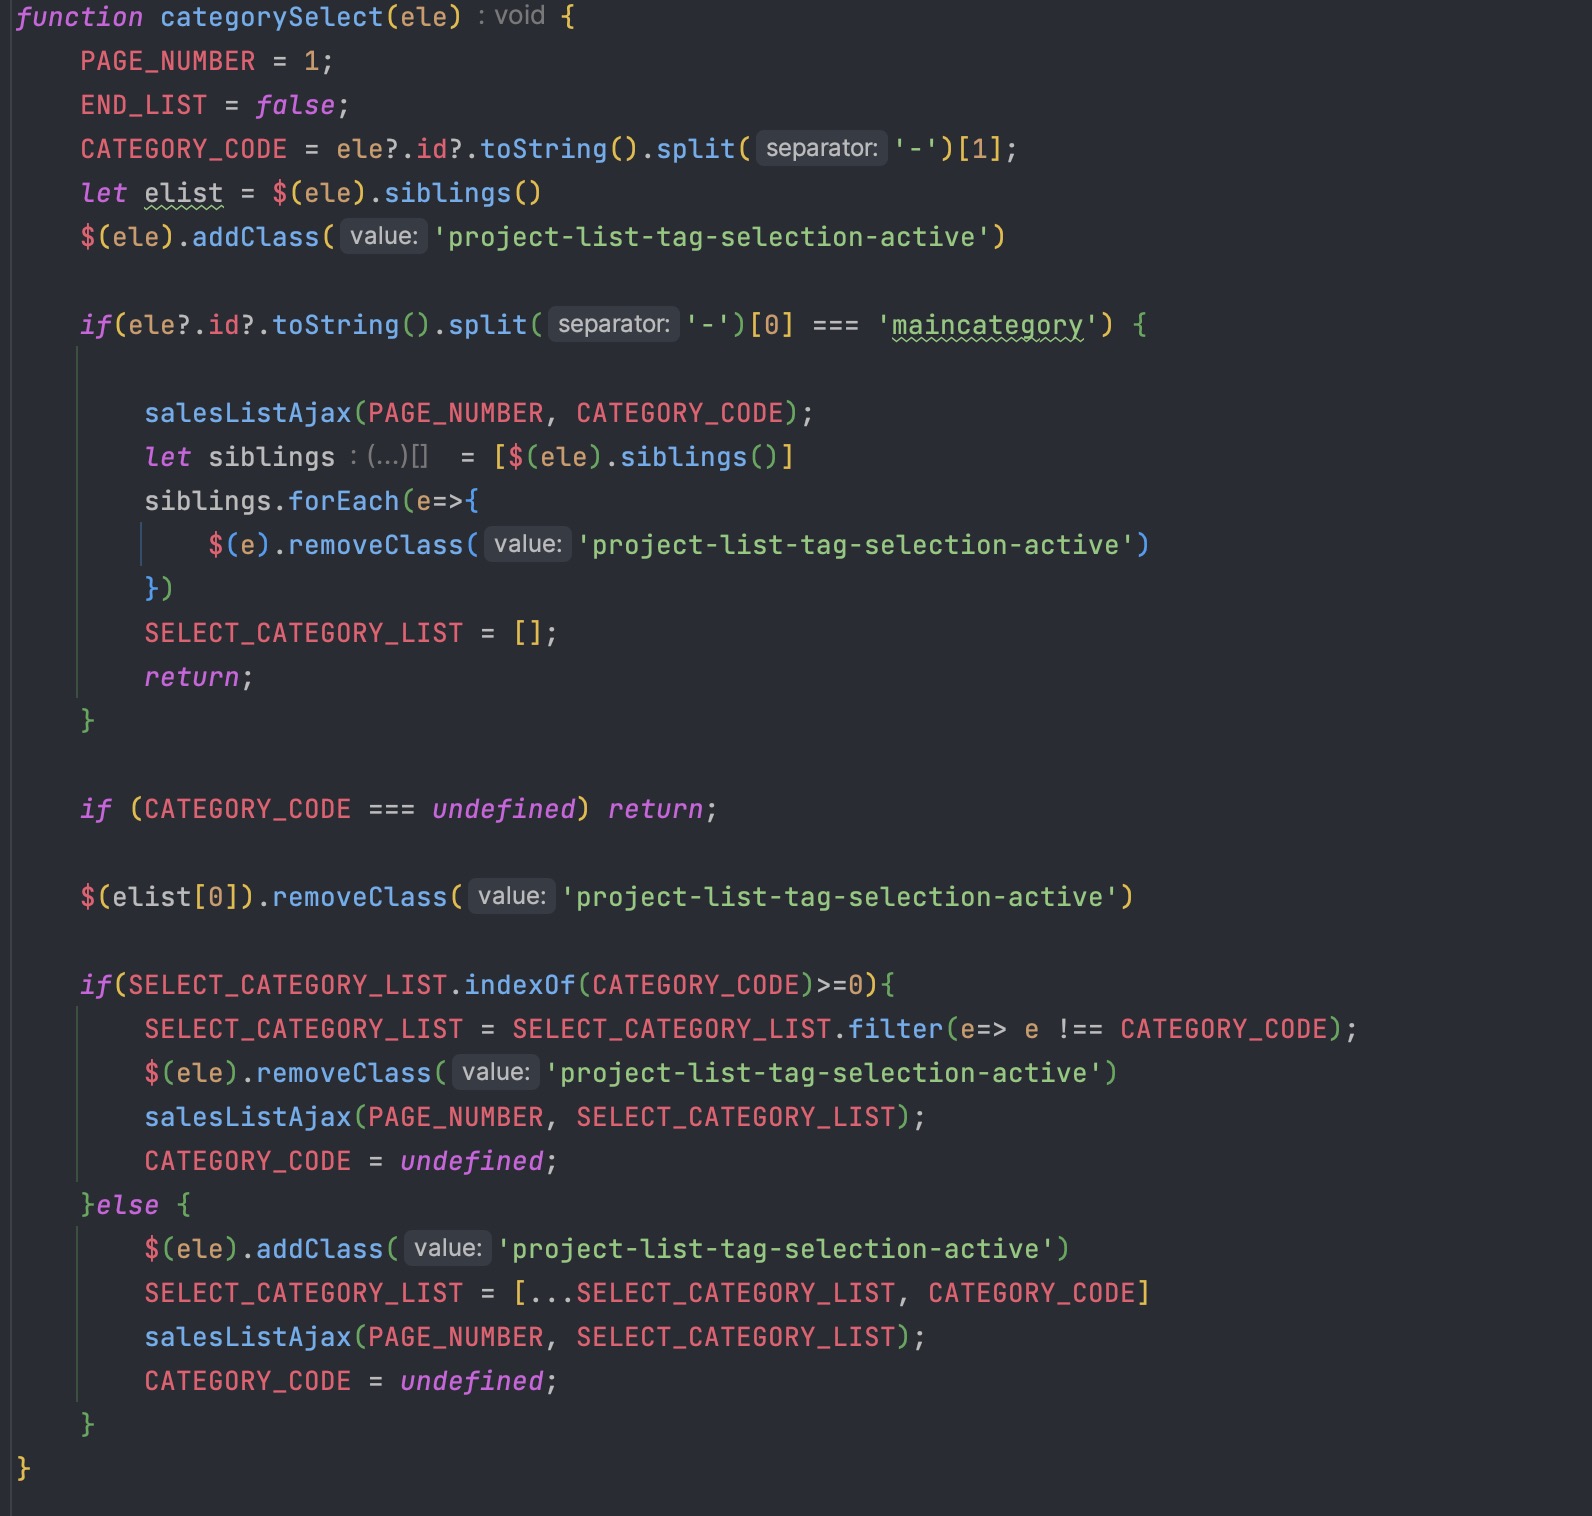 function categorySelect(ele) : void {
    PAGE_NUMBER = 1;
    END_LIST = false;
    CATEGORY_CODE = ele?.id?.toString().split( separator: '-')[1];
    let elist = $(ele).siblings()
    $(ele).addClass( value: 'project-list-tag-selection-active')
    if(ele?.id?.toString().split( separator: '-')[0] === 'maincategory') {
        salesListAjax(PAGE_NUMBER, CATEGORY_CODE);
        let siblings : (...)[]  = [$(ele).siblings()]
        siblings.forEach(e=>{
            $(e).removeClass( value: 'project-list-tag-selection-active')
        })
        SELECT_CATEGORY_LIST = [];
        return;
    }
    if (CATEGORY_CODE === undefined) return;
    $(elist[0]).removeClass( value: 'project-list-tag-selection-active')
    if(SELECT_CATEGORY_LIST.indexOf(CATEGORY_CODE)>=0){
        SELECT_CATEGORY_LIST = SELECT_CATEGORY_LIST.filter(e=> e !== CATEGORY_CODE);
        $(ele).removeClass( value: 'project-list-tag-selection-active')
        salesListAjax(PAGE_NUMBER, SELECT_CATEGORY_LIST);
        CATEGORY_CODE = undefined;
    }else {
        $(ele).addClass( value: 'project-list-tag-selection-active')
        SELECT_CATEGORY_LIST = [...SELECT_CATEGORY_LIST, CATEGORY_CODE]
        salesListAjax(PAGE_NUMBER, SELECT_CATEGORY_LIST);
        CATEGORY_CODE = undefined;
    }
}